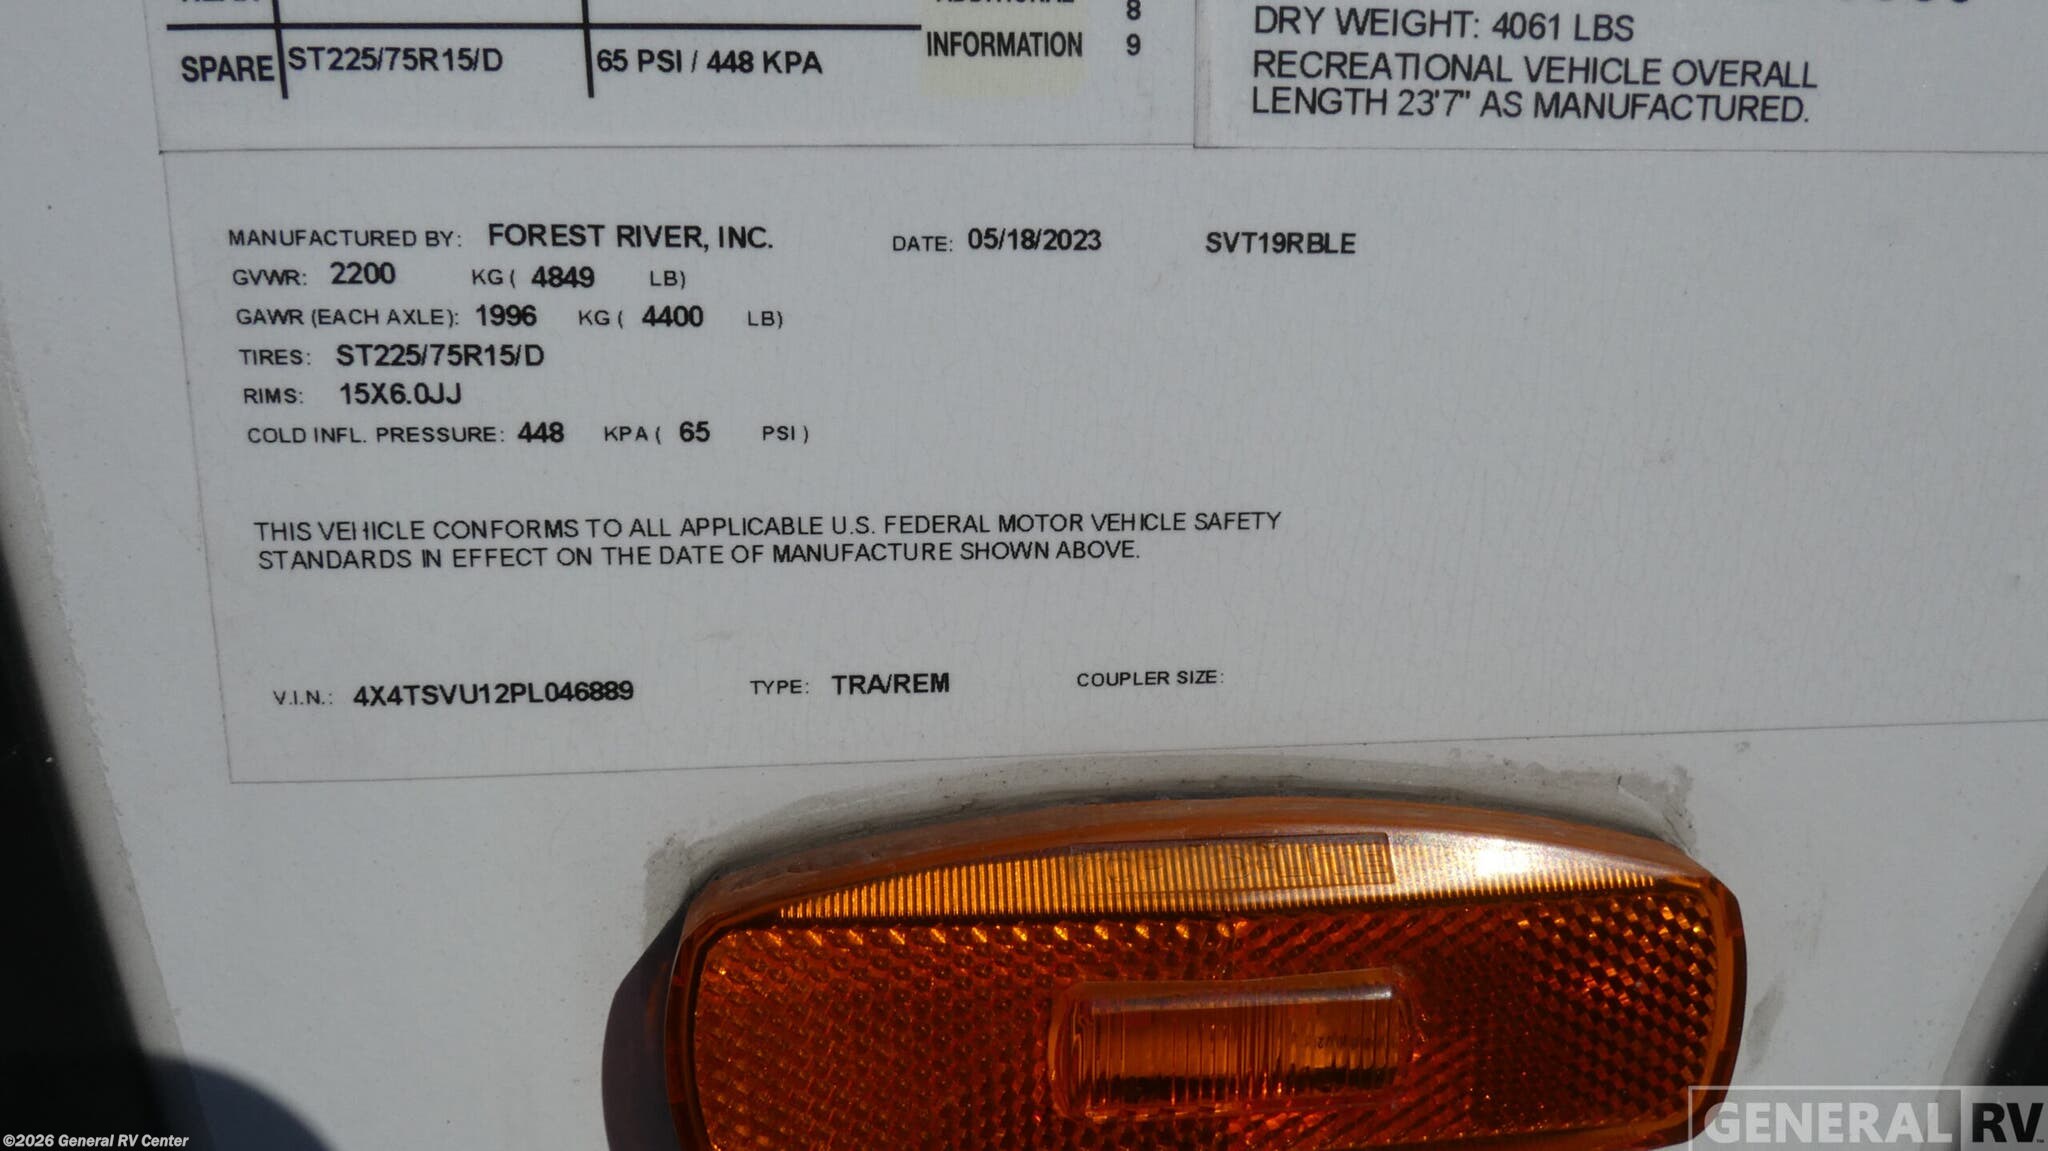 SPARE ST225/75R15/D 65 PSI / 448 KPA
INFORMATION
8
9
DRY WEIGHT: 4061 LBS
RECREATIONAL VEHICLE OVERALL
LENGTH 23'7" AS MANUFACTURED.
MANUFACTURED BY: FOREST RIVER, INC. DATE: 05/18/2023 SVT19RBLE
GVWR: 2200 KG ( 4849 LB)
GAWR (EACH AXLE): 1996 KG ( 4400 LB)
TIRES: ST225/75R15/D
RIMS: 15X6.0JJ
COLD INFL. PRESSURE: 448 KPA ( 65 PSI )
THIS VEHICLE CONFORMS TO ALL APPLICABLE U.S. FEDERAL MOTOR VEHICLE SAFETY
STANDARDS IN EFFECT ON THE DATE OF MANUFACTURE SHOWN ABOVE.
V.I.N.: 4X4TSVU12PL046889 TYPE: TRA/REM COUPLER SIZE:
GENERAL RV
©2026 General RV Center